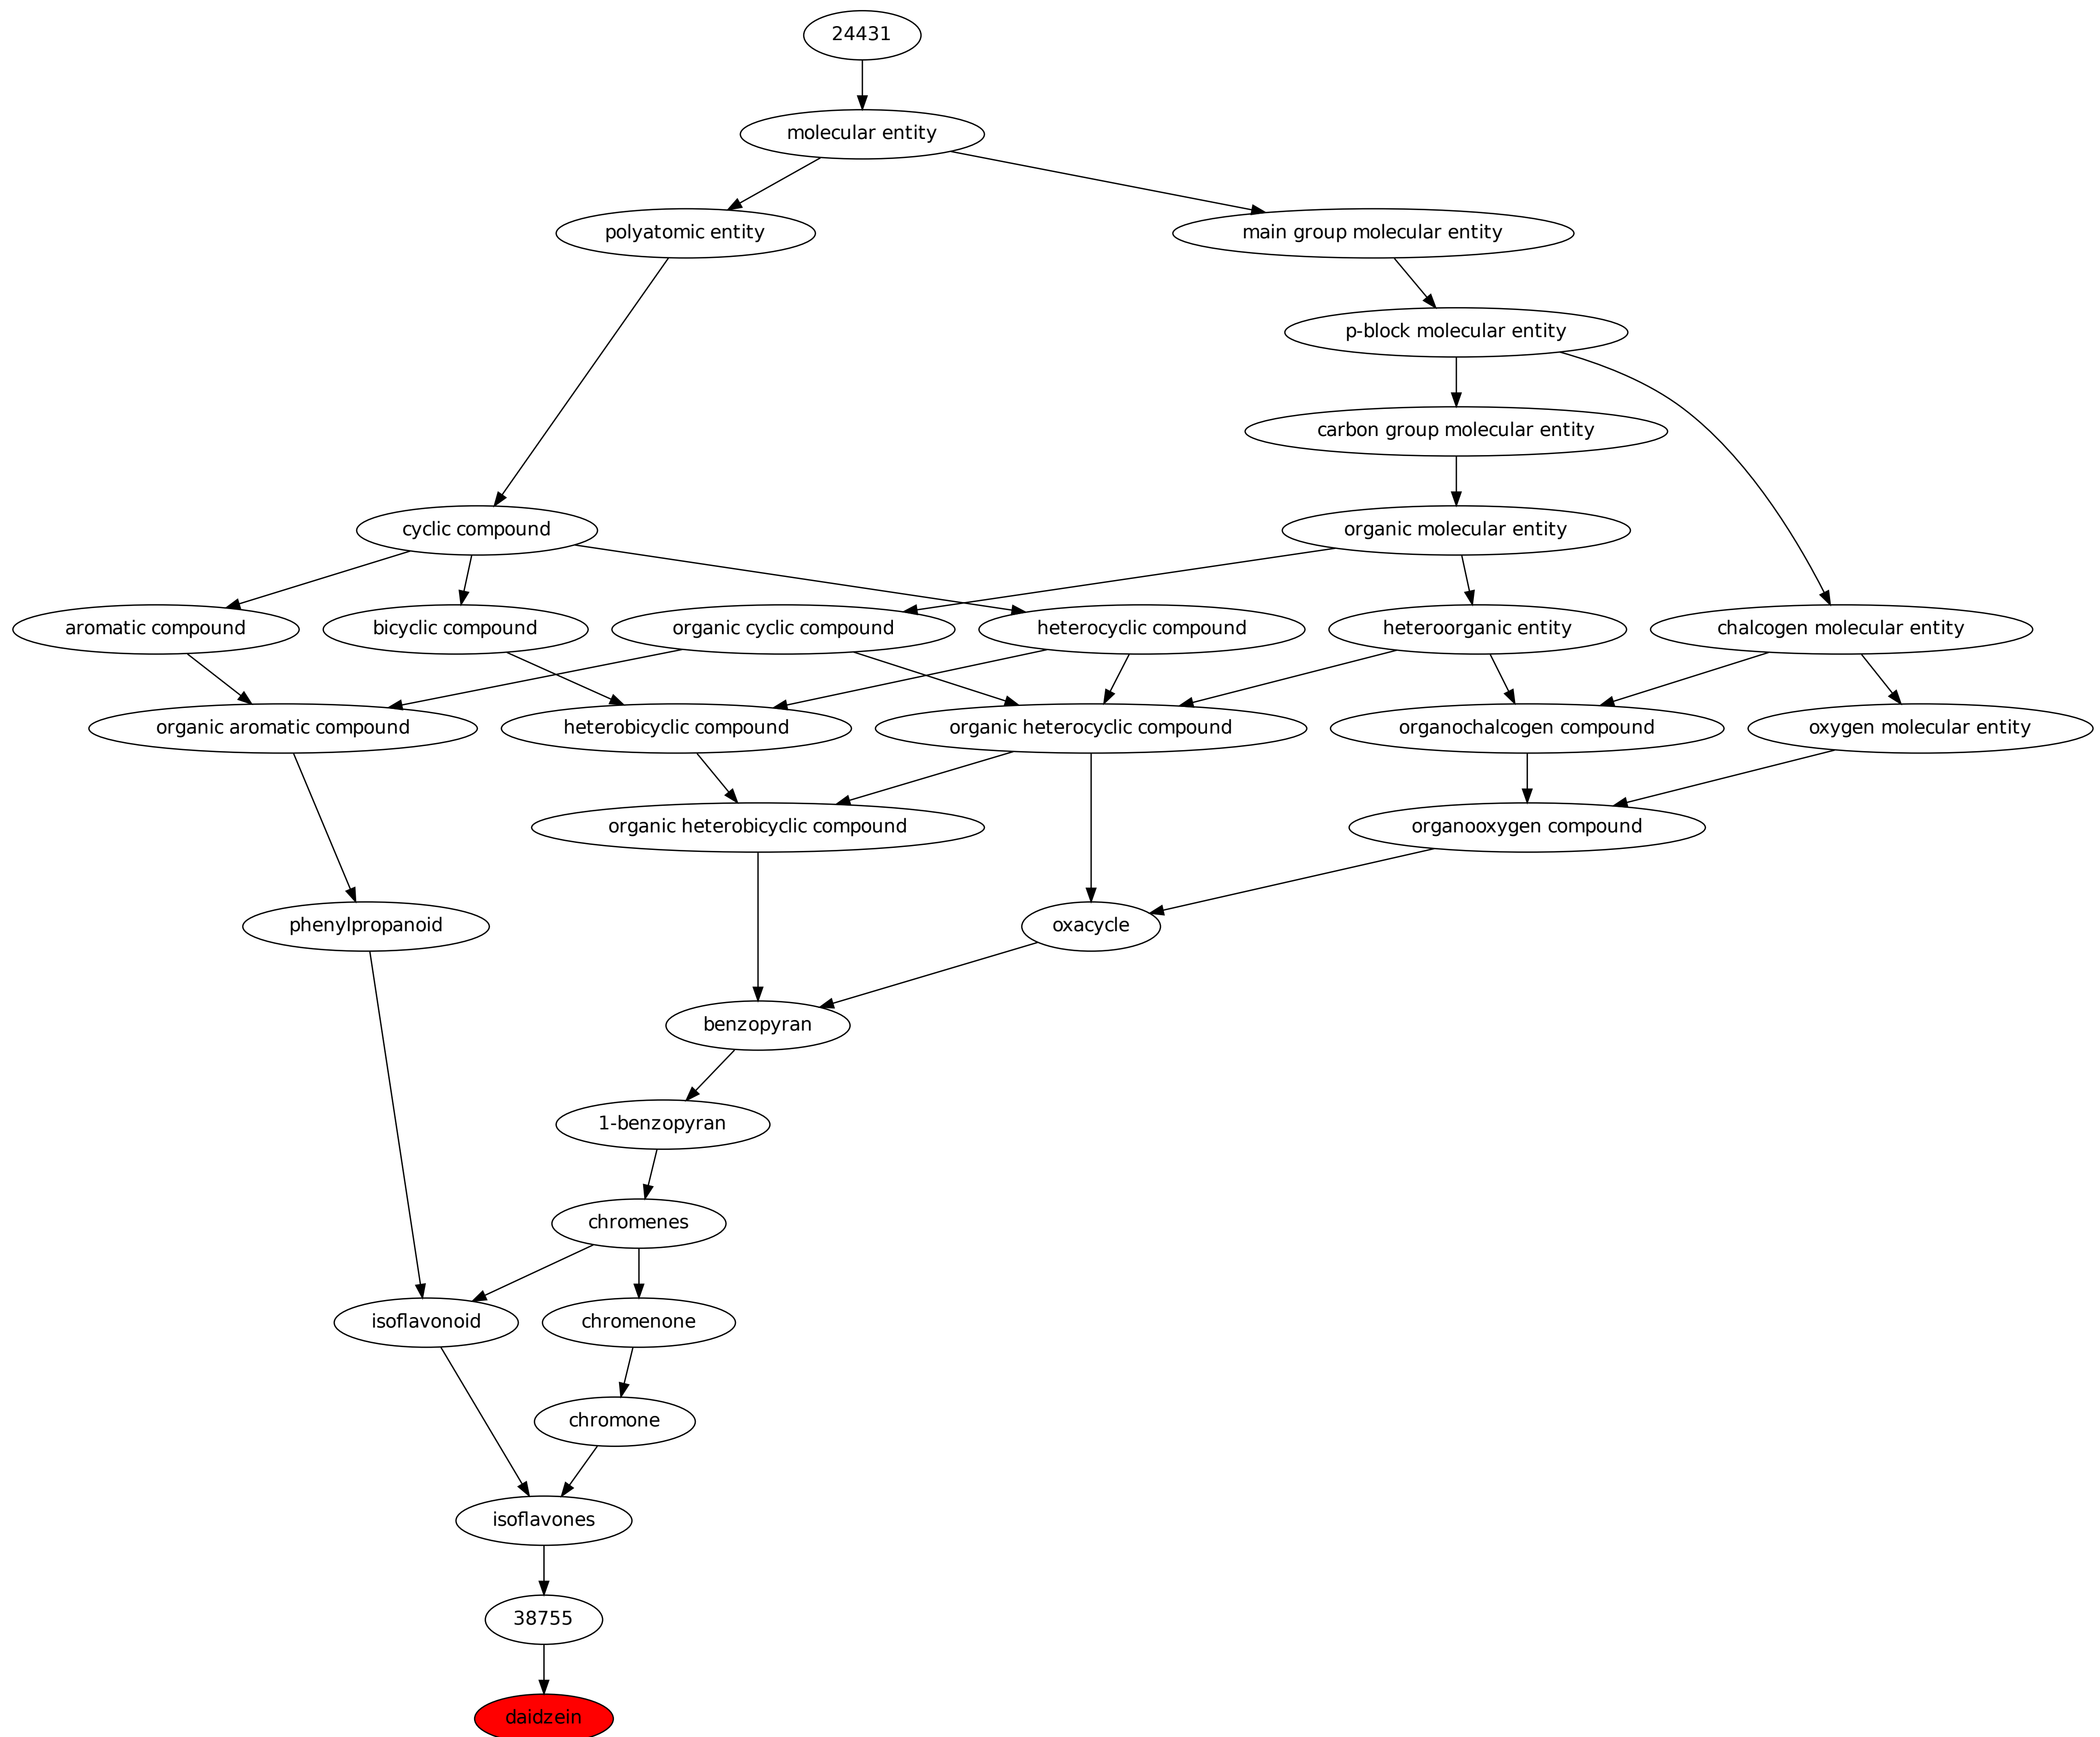 24431
molecular entity
polyatomic entity
main group molecular entity
p-block molecular entity
carbon group molecular entity
cyclic compound
organic molecular entity
aromatic compound
bicyclic compound
organic cyclic compound
heterocyclic compound
heteroorganic entity
chalcogen molecular entity
organic aromatic compound
heterobicyclic compound
organic heterocyclic compound
organochalcogen compound
oxygen molecular entity
organic heterobicyclic compound
organooxygen compound
phenylpropanoid
oxacycle
benzopyran
1-benzopyran
chromenes
isoflavonoid
chromenone
chromone
isoflavones
38755
daidzein